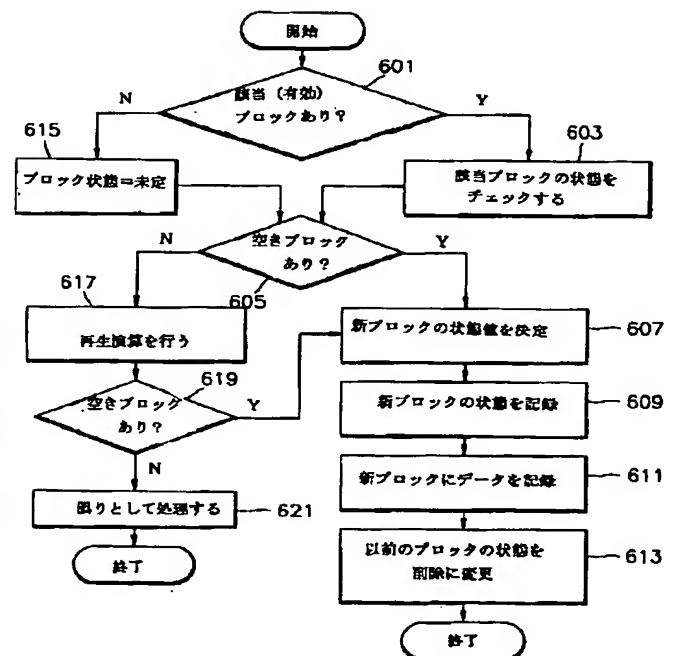 開始
601
該当（有効）
ブロックあり？
N
Y
615
603
ブロック状態＝未定
該当ブロックの状態を
チェックする
空きブロック
あり？
N
Y
605
617
再生演算を行う
新ブロックの状態値を決定
607
619
空きブロック
あり？
Y
N
新ブロックの状態を記録
609
新ブロックにデータを記録
611
誤りとして処理する
621
以前のブロックの状態を
削除に変更
613
終了
終了